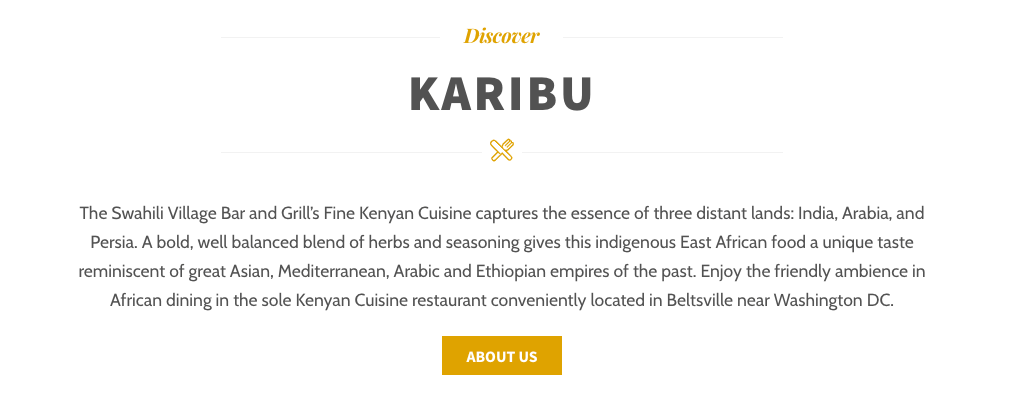 Discover
KARIBU
The Swahili Village Bar and Grill's Fine Kenyan Cuisine captures the essence of three distant lands: India, Arabia, and
Persia. A bold, well balanced blend of herbs and seasoning gives this indigenous East African food a unique taste
reminiscent of great Asian, Mediterranean, Arabic and Ethiopian empires of the past. Enjoy the friendly ambience in
African dining in the sole Kenyan Cuisine restaurant conveniently located in Beltsville near Washington DC.
ABOUT US